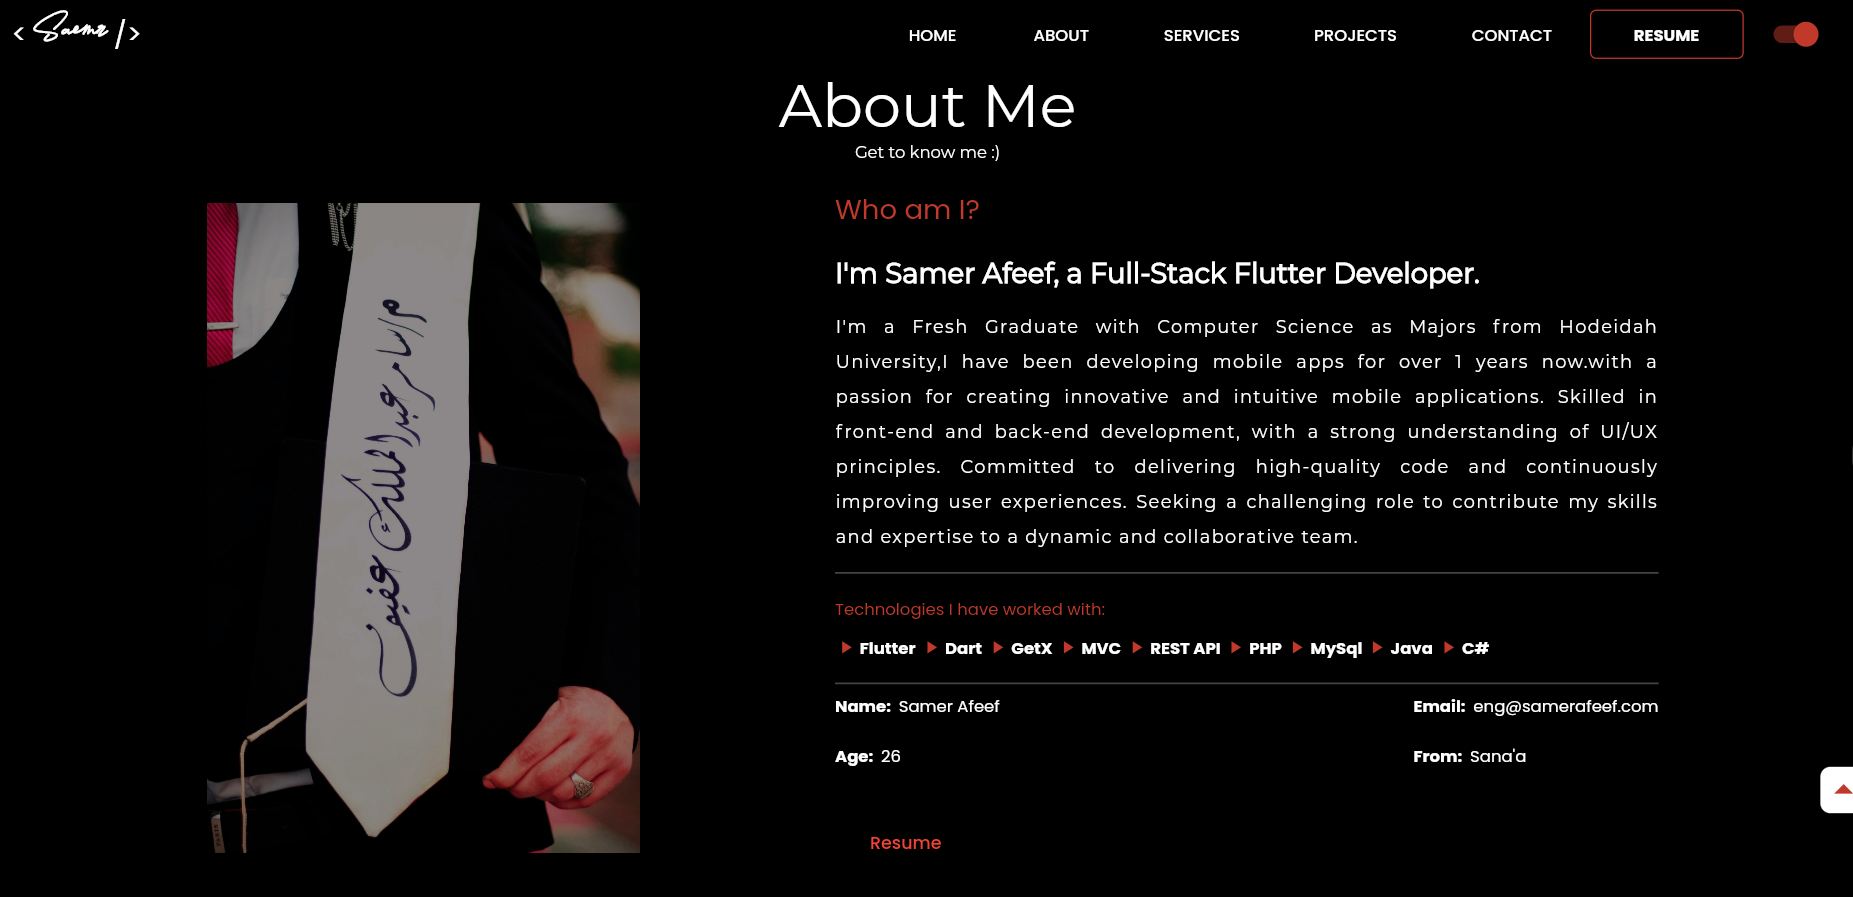 < Samer />
HOME ABOUT SERVICES PROJECTS CONTACT RESUME
About Me
Get to know me :)
Who am I?
I'm Samer Afeef, a Full-Stack Flutter Developer.
I'm a Fresh Graduate with Computer Science as Majors from Hodeidah
University,I have been developing mobile apps for over 1 years now.with a
passion for creating innovative and intuitive mobile applications. Skilled in
front-end and back-end development, with a strong understanding of UI/UX
principles. Committed to delivering high-quality code and continuously
improving user experiences. Seeking a challenging role to contribute my skills
and expertise to a dynamic and collaborative team.
Technologies I have worked with:
Flutter Dart GetX MVC REST API PHP MySql Java C#
Name: Samer Afeef Email: eng@samerafeef.com
Age: 26 From: Sana'a
Resume
م/سامر عبدالملك عفيف